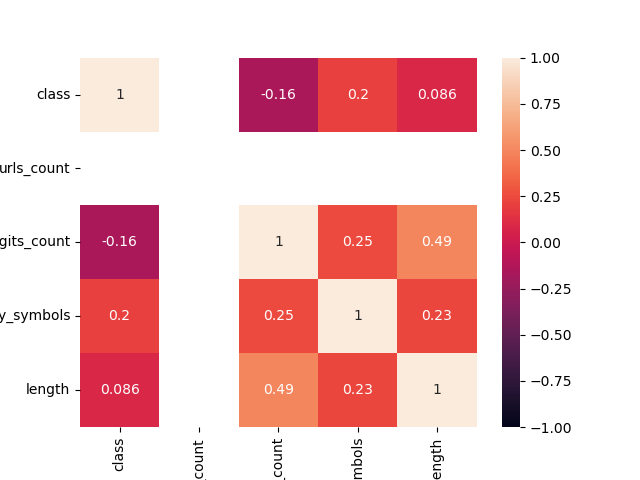 class
1
-0.16
0.2
0.086
urls_count
gits_count
-0.16
1
0.25
0.49
y_symbols
0.2
0.25
1
0.23
length
0.086
0.49
0.23
1
class
_count
_count
mbols
ength
1.00
0.75
0.50
0.25
0.00
−0.25
−0.50
−0.75
−1.00